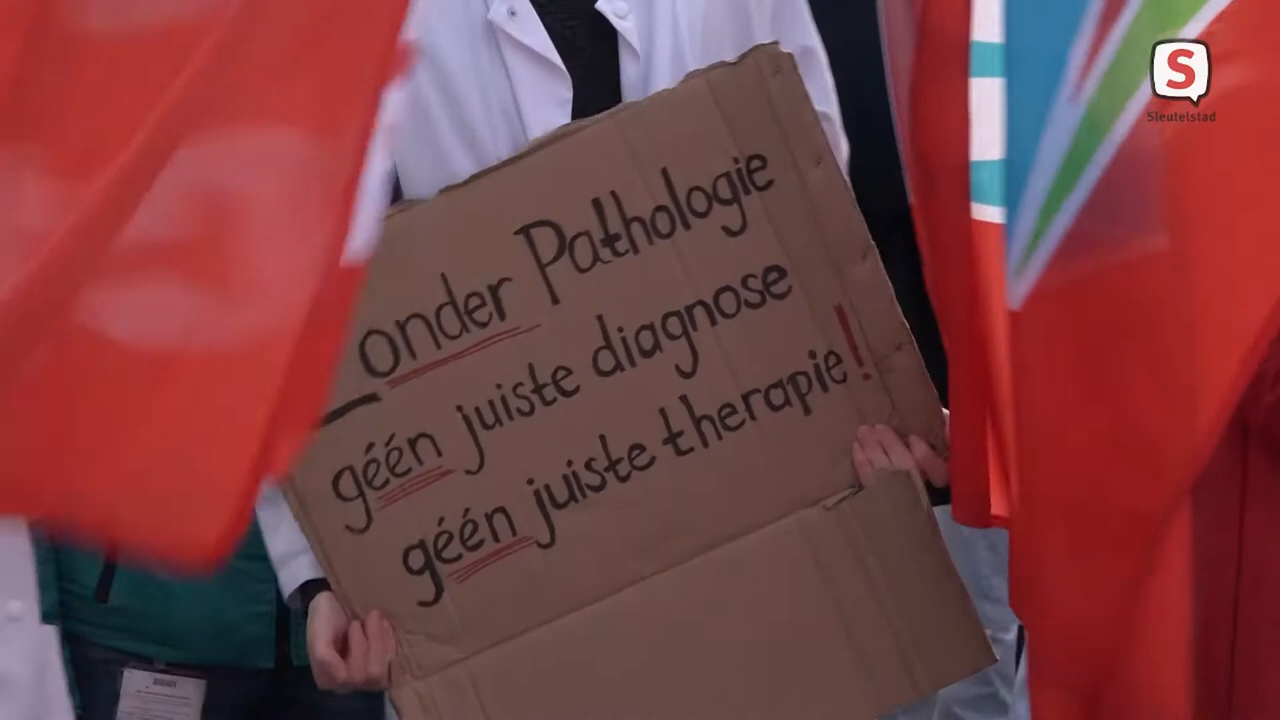 onder Pathologie
géén juiste diagnose
géén juiste therapie!
S
Sleutelstad